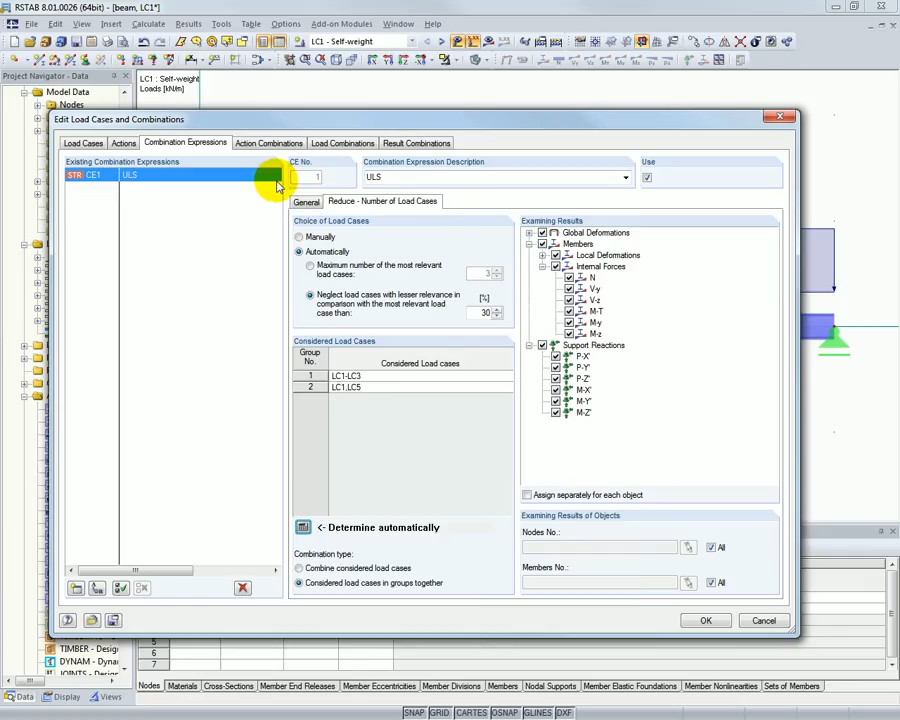 RSTAB 8.01.0026 (64bit) - [beam, LC1*]
File Edit View Insert Calculate Results Tools Table Options Add-on Modules Window Help
LC1 - Self-weight
Project Navigator - Data
LC1 : Self-weight
Loads [kN/m]
Model Data
Nodes
Edit Load Cases and Combinations
Load Cases Actions Combination Expressions Action Combinations Load Combinations Result Combinations
Existing Combination Expressions
STR CE1 ULS
CE No.
1
Combination Expression Description
ULS
Use
General Reduce - Number of Load Cases
Choice of Load Cases
Manually
Automatically
Maximum number of the most relevant
load cases:
3
Neglect load cases with lesser relevance in
comparison with the most relevant load
case than:
[%]
30
Considered Load Cases
Group
No.
Considered Load cases
1 LC1-LC3
2 LC1,LC5
<- Determine automatically
Combination type:
Combine considered load cases
Considered load cases in groups together
Examining Results
Global Deformations
Members
Local Deformations
Internal Forces
N
V-y
V-z
M-T
M-y
M-z
Support Reactions
P-X'
P-Y'
P-Z'
M-X'
M-Y'
M-Z'
Assign separately for each object
Examining Results of Objects
Nodes No.:
All
Members No.:
All
OK Cancel
TIMBER - Desig
DYNAM - Dyna
JOINTS - Design
5
6
7
Data Display Views
Nodes Materials Cross-Sections Member End Releases Member Eccentricities Member Divisions Members Nodal Supports Member Elastic Foundations Member Nonlinearities Sets of Members
SNAP GRID CARTES OSNAP GLINES DXF